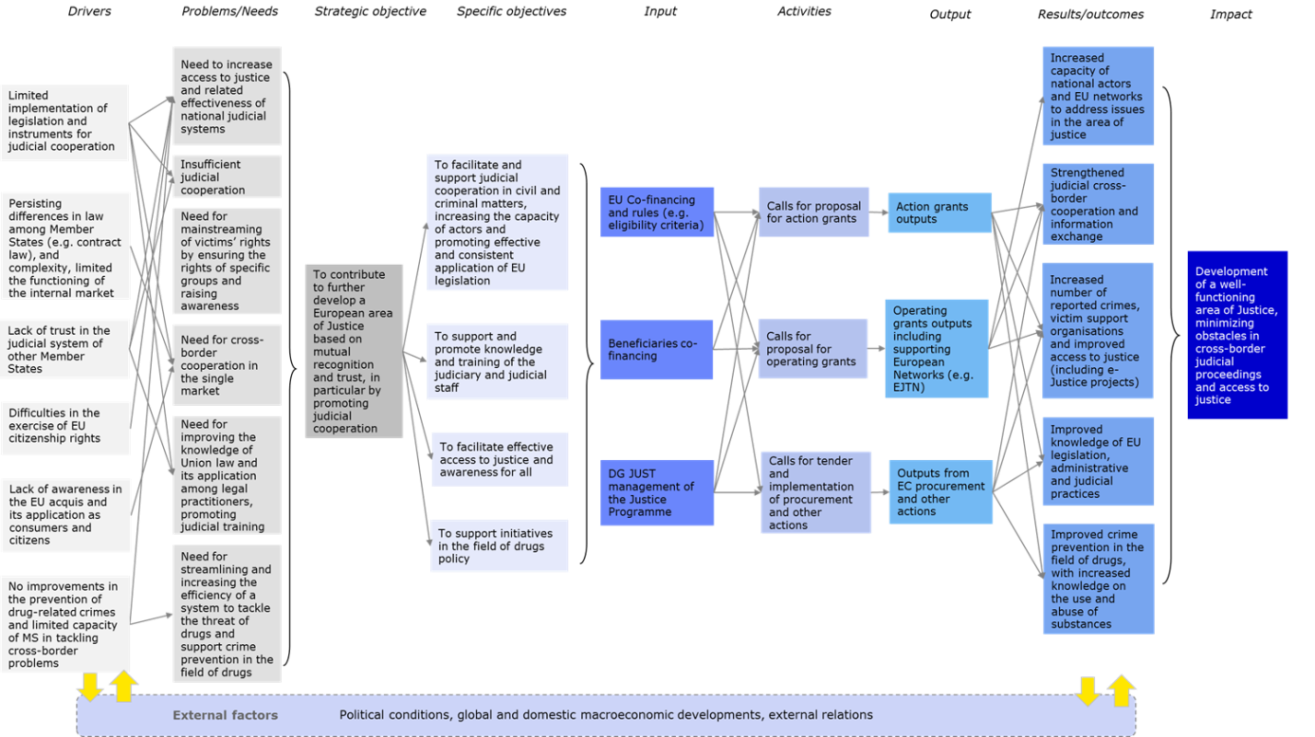 Drivers
Problems/Needs
Strategic objective
Specific objectives
Input
Activities
Output
Results/outcomes
Impact
Limited
implementation of
legislation and
instruments for
judicial cooperation
Persisting
differences in law
among Member
States (e.g. contract
law), and
complexity, limited
the functioning of
the internal market
Lack of trust in the
judicial system of
other Member
States
Difficulties in the
exercise of EU
citizenship rights
Lack of awareness in
the EU acquis and
its application as
consumers and
citizens
No improvements in
the prevention of
drug-related crimes
and limited capacity
of MS in tackling
cross-border
problems
Need to increase
access to justice
and related
effectiveness of
national judicial
systems
Insufficient
judicial
cooperation
Need for
mainstreaming of
victims’ rights
by ensuring the
rights of specific
groups and
raising
awareness
Need for cross-
border
cooperation in
the single
market
Need for
improving the
knowledge of
Union law and
its application
among legal
practitioners,
promoting
judicial training
Need for
streamlining and
increasing the
efficiency of a
system to tackle
the threat of
drugs and
support crime
prevention in the
field of drugs
To contribute
to further
develop a
European area
of Justice
based on
mutual
recognition
and trust, in
particular by
promoting
judicial
cooperation
To facilitate and
support judicial
cooperation in civil and
criminal matters,
increasing the capacity
of actors and
promoting effective
and consistent
application of EU
legislation
To support and
promote knowledge
and training of the
judiciary and judicial
staff
To facilitate effective
access to justice and
awareness for all
To support initiatives
in the field of drugs
policy
EU Co-financing
and rules (e.g.
eligibility criteria)
Beneficiaries co-
financing
DG JUST
management of
the Justice
Programme
Calls for proposal
for action grants
Calls for
proposal for
operating grants
Calls for tender
and
implementation
of procurement
and other
actions
Action grants
outputs
Operating
grants outputs
including
supporting
European
Networks (e.g.
EJTN)
Outputs from
EC procurement
and other
actions
Increased
capacity of
national actors
and EU networks
to address issues
in the area of
justice
Strengthened
judicial cross-
border
cooperation and
information
exchange
Increased
number of
reported crimes,
victim support
organisations
and improved
access to justice
(including e-
Justice projects)
Improved
knowledge of EU
legislation,
administrative
and judicial
practices
Improved crime
prevention in the
field of drugs,
with increased
knowledge on
the use and
abuse of
substances
Development
of a well-
functioning
area of Justice,
minimizing
obstacles in
cross-border
judicial
proceedings
and access to
justice
External factors
Political conditions, global and domestic macroeconomic developments, external relations